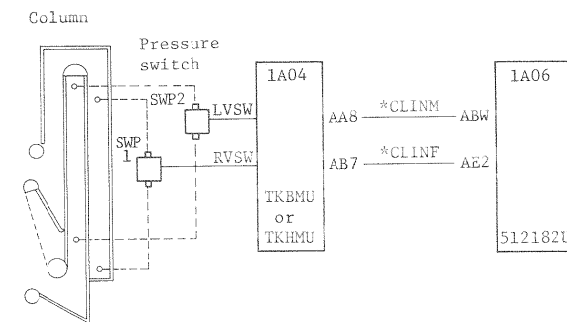 Column
Pressure
switch
1A04
1A06
SWP2
LVSW
AA8
*CLINM
ABW
SWP
1
RVSW
AB7
*CLINF
AE2
TKBMU
or
TKHMU
512182U